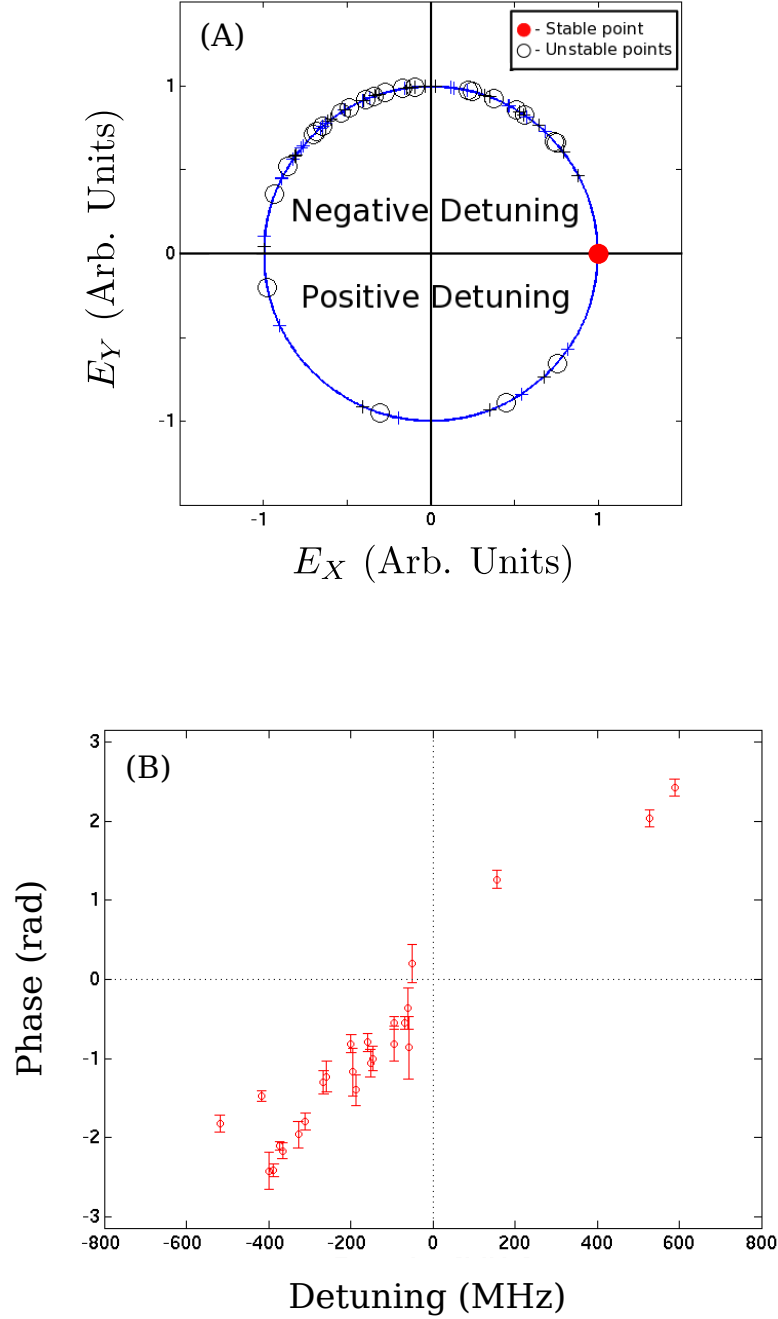 (A)
- Stable point
- Unstable points
1
0
-1
Negative Detuning
Positive Detuning
E_Y (Arb. Units)
-1 0 1
E_X (Arb. Units)
(B)
3
2
1
0
-1
-2
-3
Phase (rad)
-800 -600 -400 -200 0 200 400 600 800
Detuning (MHz)